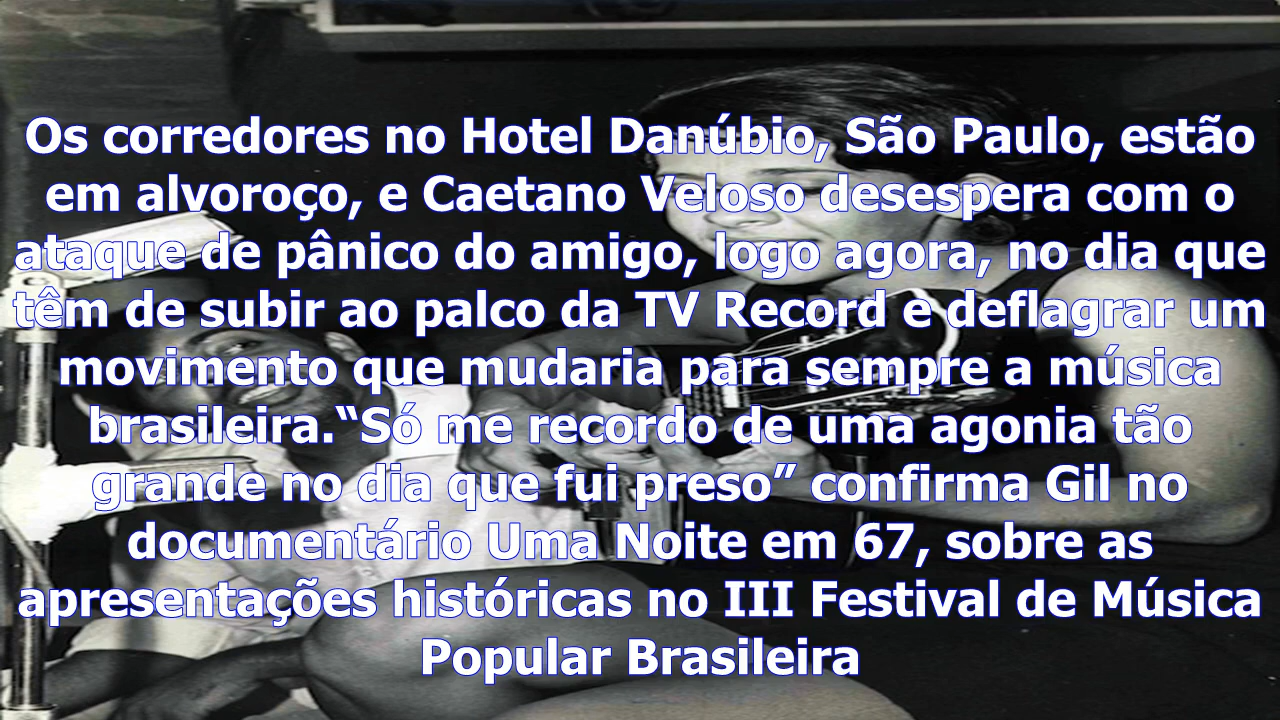 Os corredores no Hotel Danúbio, São Paulo, estão
em alvoroço, e Caetano Veloso desespera com o
ataque de pânico do amigo, logo agora, no dia que
têm de subir ao palco da TV Record e deflagrar um
movimento que mudaria para sempre a música
brasileira.“Só me recordo de uma agonia tão
grande no dia que fui preso” confirma Gil no
documentário Uma Noite em 67, sobre as
apresentações históricas no III Festival de Música
Popular Brasileira